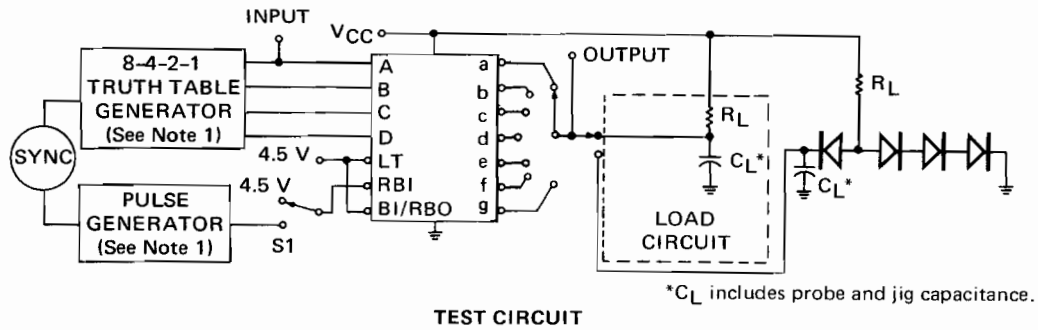 INPUT
VCC
OUTPUT
8-4-2-1
TRUTH TABLE
GENERATOR
(See Note 1)
SYNC
PULSE
GENERATOR
(See Note 1)
4.5 V
4.5 V
S1
A
B
C
D
LT
RBI
BI/RBO
a
b
c
d
e
f
g
RL
CL*
LOAD
CIRCUIT
RL
CL*
*CL includes probe and jig capacitance.
TEST CIRCUIT